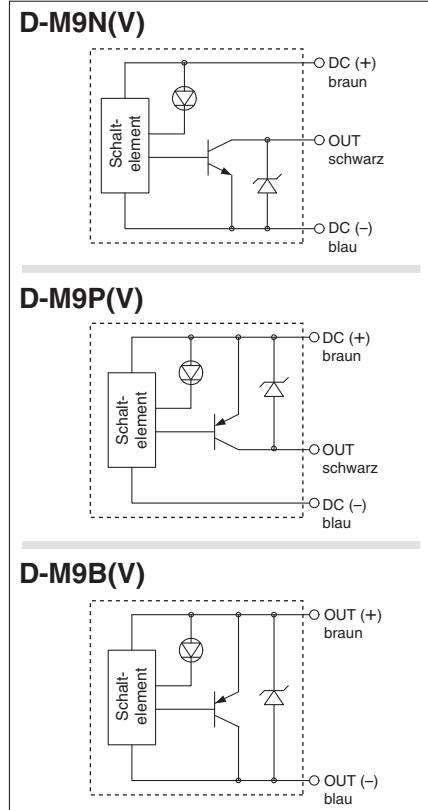 D-M9N(V)
DC (+)
braun
Schalt-
element
OUT
schwarz
DC (–)
blau
D-M9P(V)
DC (+)
braun
Schalt-
element
OUT
schwarz
DC (–)
blau
D-M9B(V)
OUT (+)
braun
Schalt-
element
OUT (–)
blau